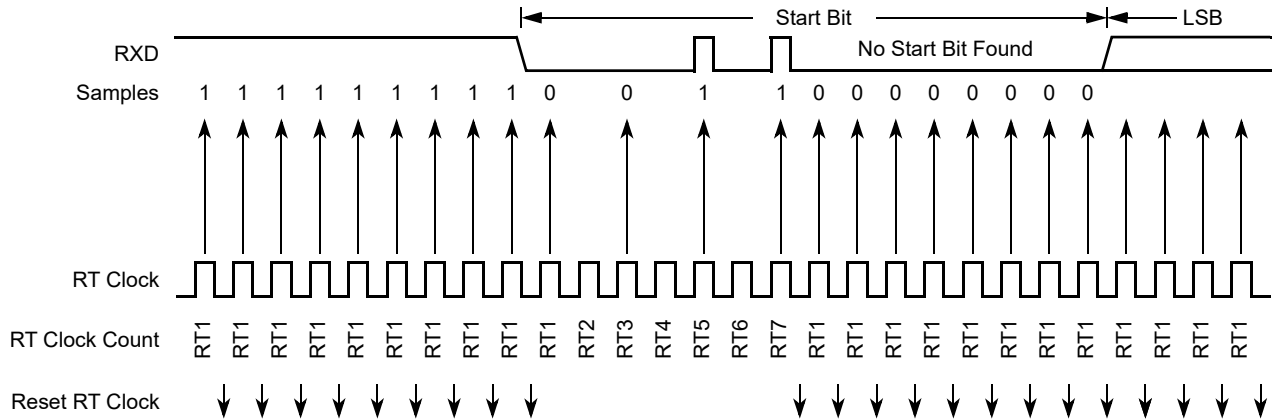 Start Bit LSB
RXD No Start Bit Found
Samples 1 1 1 1 1 1 1 1 1 0 0 1 1 0 0 0 0 0 0 0 0
RT Clock
RT Clock Count RT1 RT1 RT1 RT1 RT1 RT1 RT1 RT1 RT1 RT1 RT2 RT3 RT4 RT5 RT6 RT7 RT1 RT1 RT1 RT1 RT1 RT1 RT1 RT1 RT1 RT1 RT1 RT1
Reset RT Clock